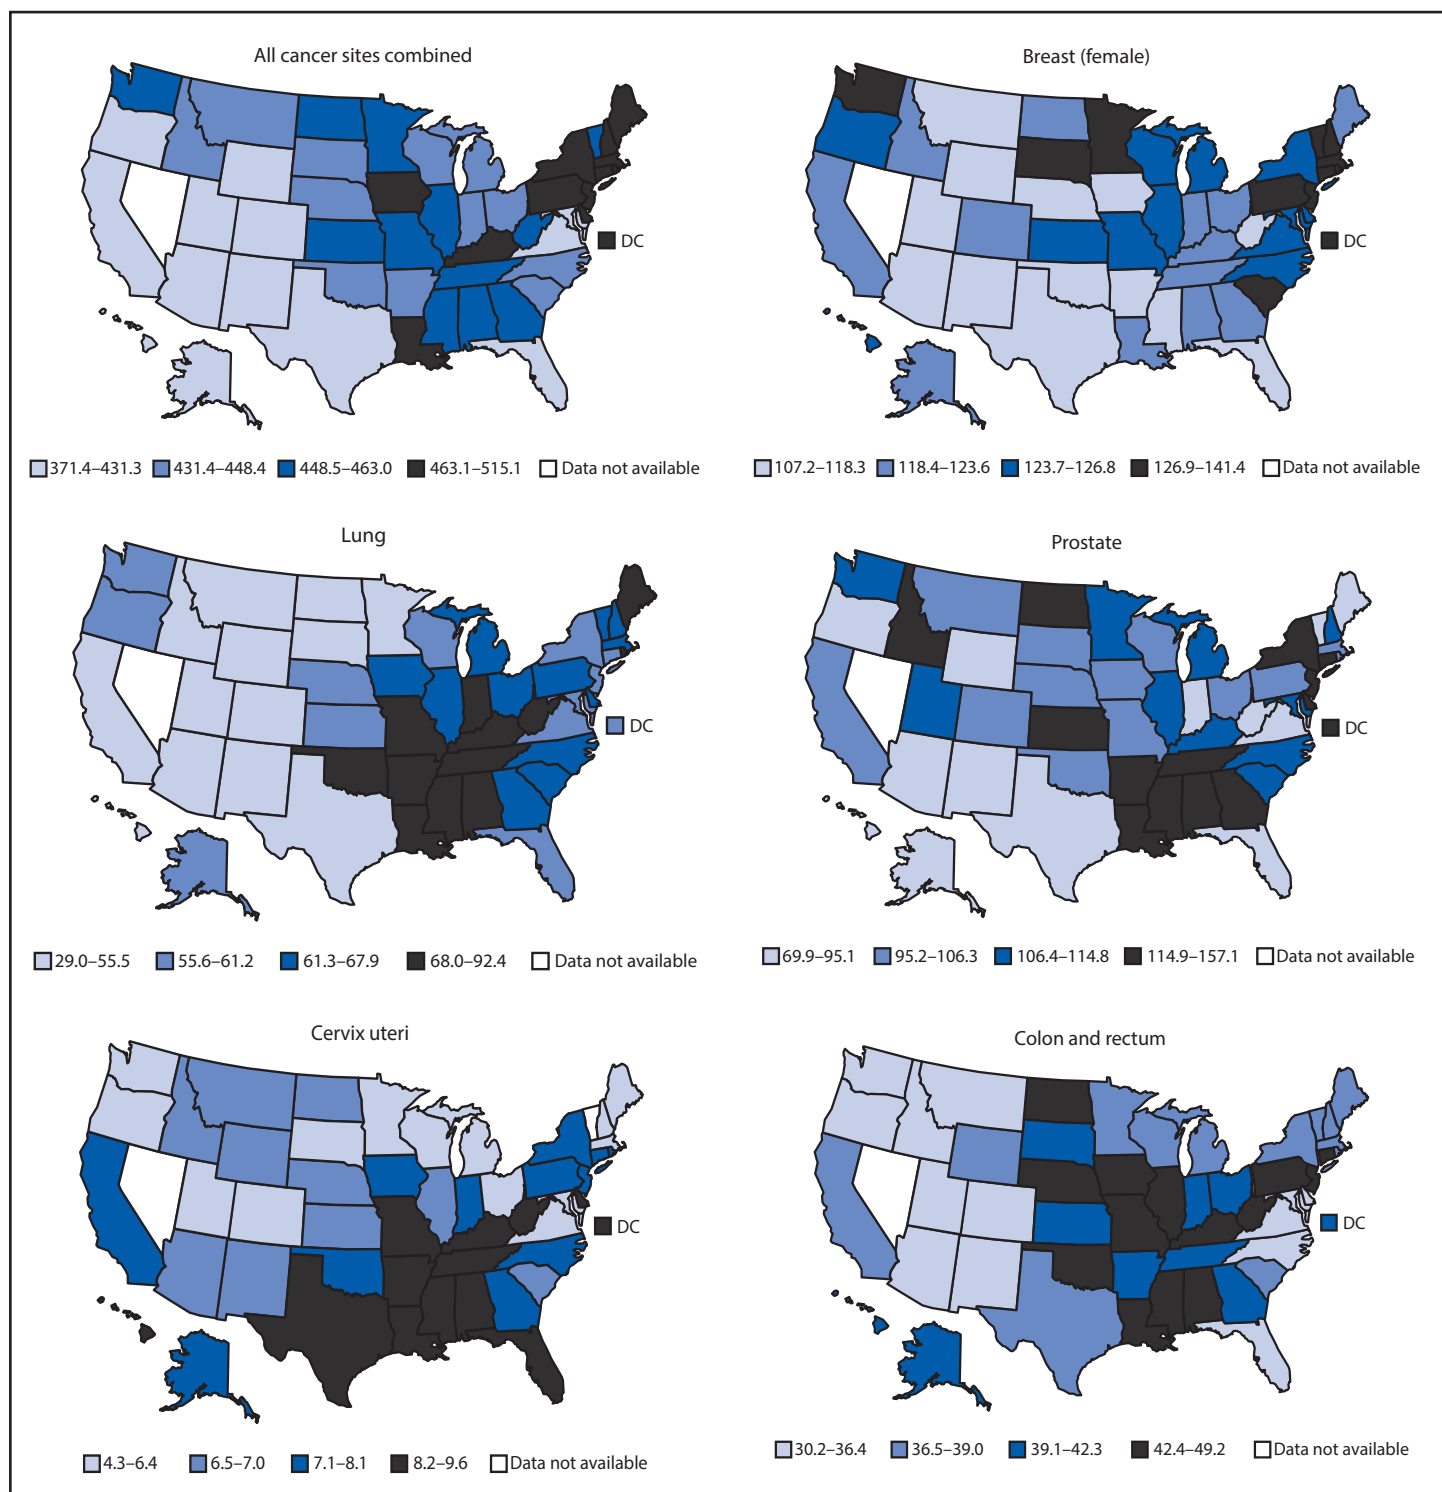 All cancer sites combined
DC
371.4–431.3 431.4–448.4 448.5–463.0 463.1–515.1 Data not available
Breast (female)
DC
107.2–118.3 118.4–123.6 123.7–126.8 126.9–141.4 Data not available
Lung
DC
29.0–55.5 55.6–61.2 61.3–67.9 68.0–92.4 Data not available
Prostate
DC
69.9–95.1 95.2–106.3 106.4–114.8 114.9–157.1 Data not available
Cervix uteri
DC
4.3–6.4 6.5–7.0 7.1–8.1 8.2–9.6 Data not available
Colon and rectum
DC
30.2–36.4 36.5–39.0 39.1–42.3 42.4–49.2 Data not available